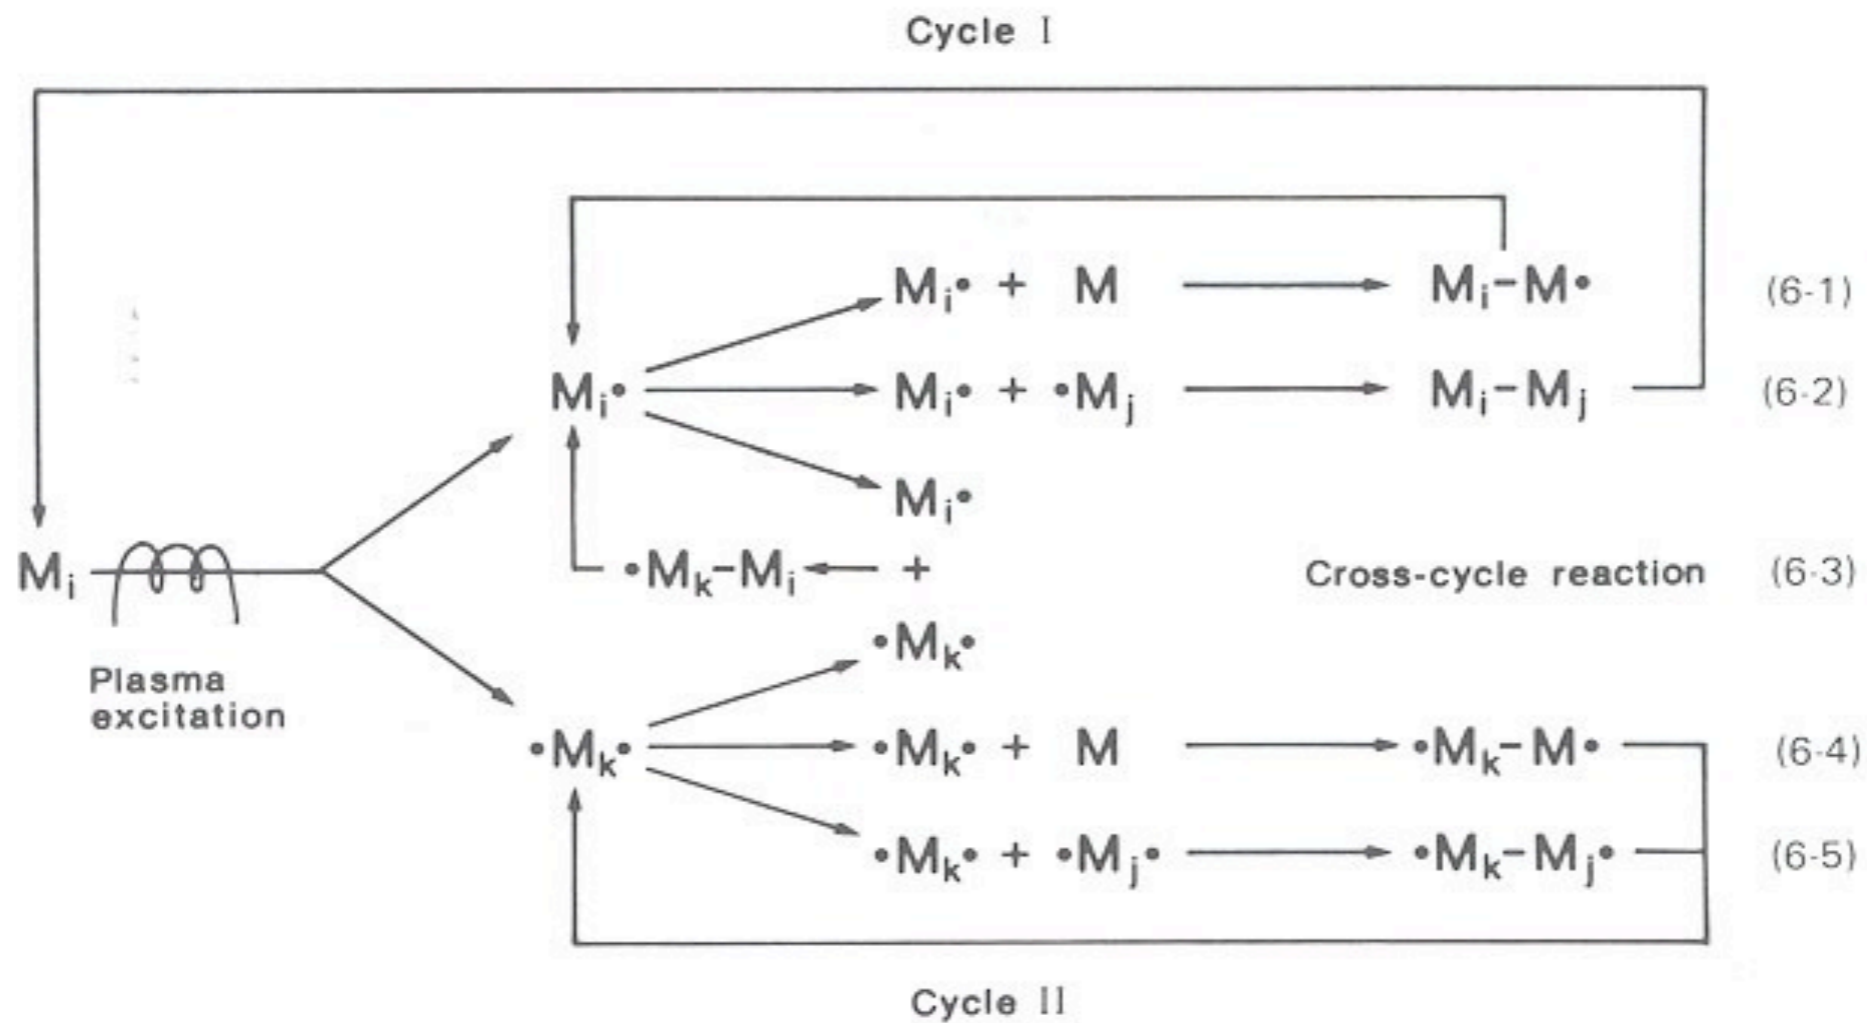 Cycle I
Mᵢ• + M ⟶ Mᵢ–M• (6-1)
Mᵢ• Mᵢ• + •Mⱼ ⟶ Mᵢ–Mⱼ (6-2)
Mᵢ•
Mᵢ •Mₖ–Mᵢ ⟵ + Cross-cycle reaction (6-3)
•Mₖ•
Plasma
excitation
•Mₖ• •Mₖ• + M ⟶ •Mₖ–M• (6-4)
•Mₖ• + •Mⱼ• ⟶ •Mₖ–Mⱼ• (6-5)
Cycle II